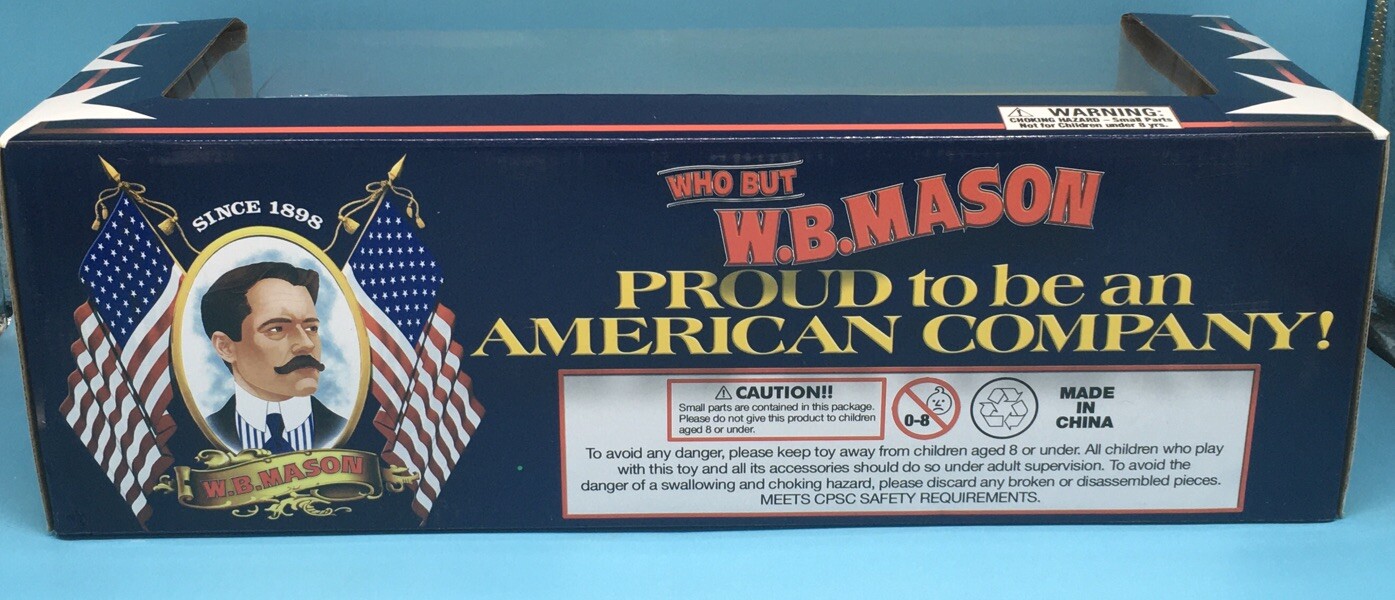 WARNING:
CHOKING HAZARD - Small Parts
Not for Children under 8 yrs.
SINCE 1898
W.B.MASON
WHO BUT
W.B.MASON
PROUD to be an
AMERICAN COMPANY!
CAUTION!!
Small parts are contained in this package.
Please do not give this product to children
aged 8 or under.
0-8
MADE
IN
CHINA
To avoid any danger, please keep toy away from children aged 8 or under. All children who play
with this toy and all its accessories should do so under adult supervision. To avoid the
danger of a swallowing and choking hazard, please discard any broken or disassembled pieces.
MEETS CPSC SAFETY REQUIREMENTS.